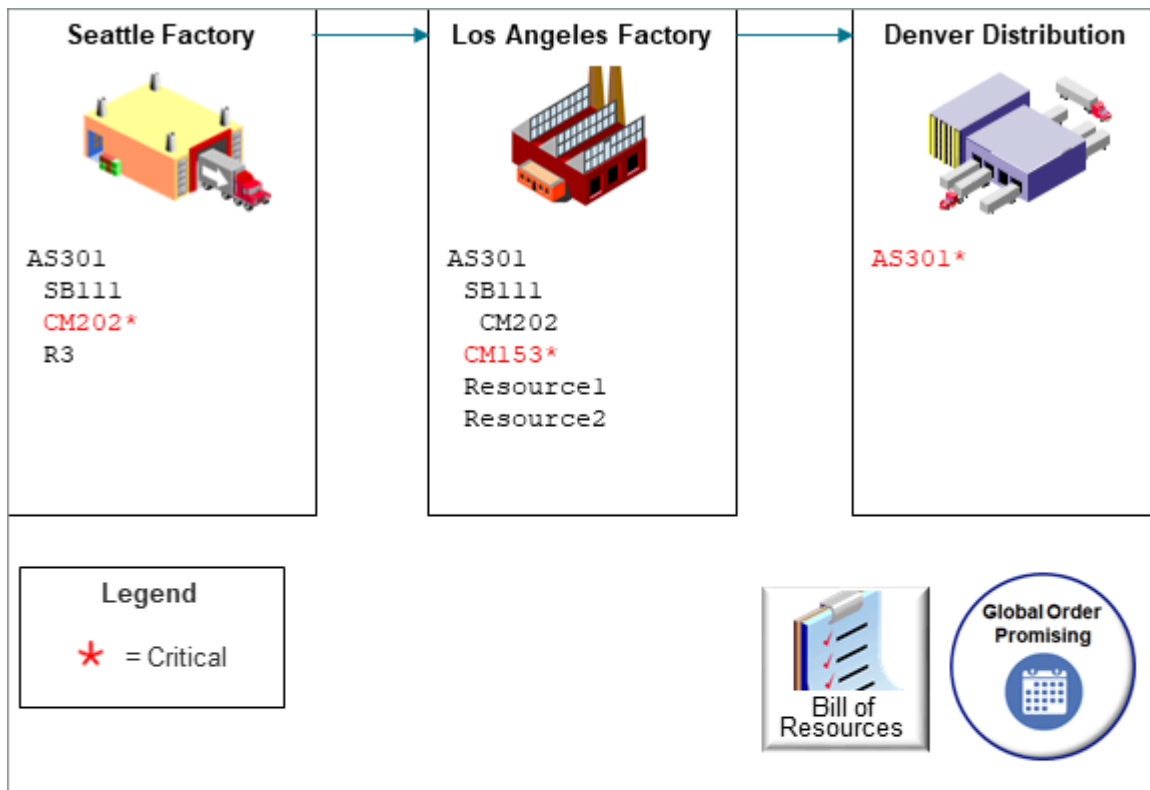 Seattle Factory
AS301
SB111
CM202*
R3
Los Angeles Factory
AS301
SB111
CM202
CM153*
Resource1
Resource2
Denver Distribution
AS301*
Legend
* = Critical
Bill of
Resources
Global Order
Promising